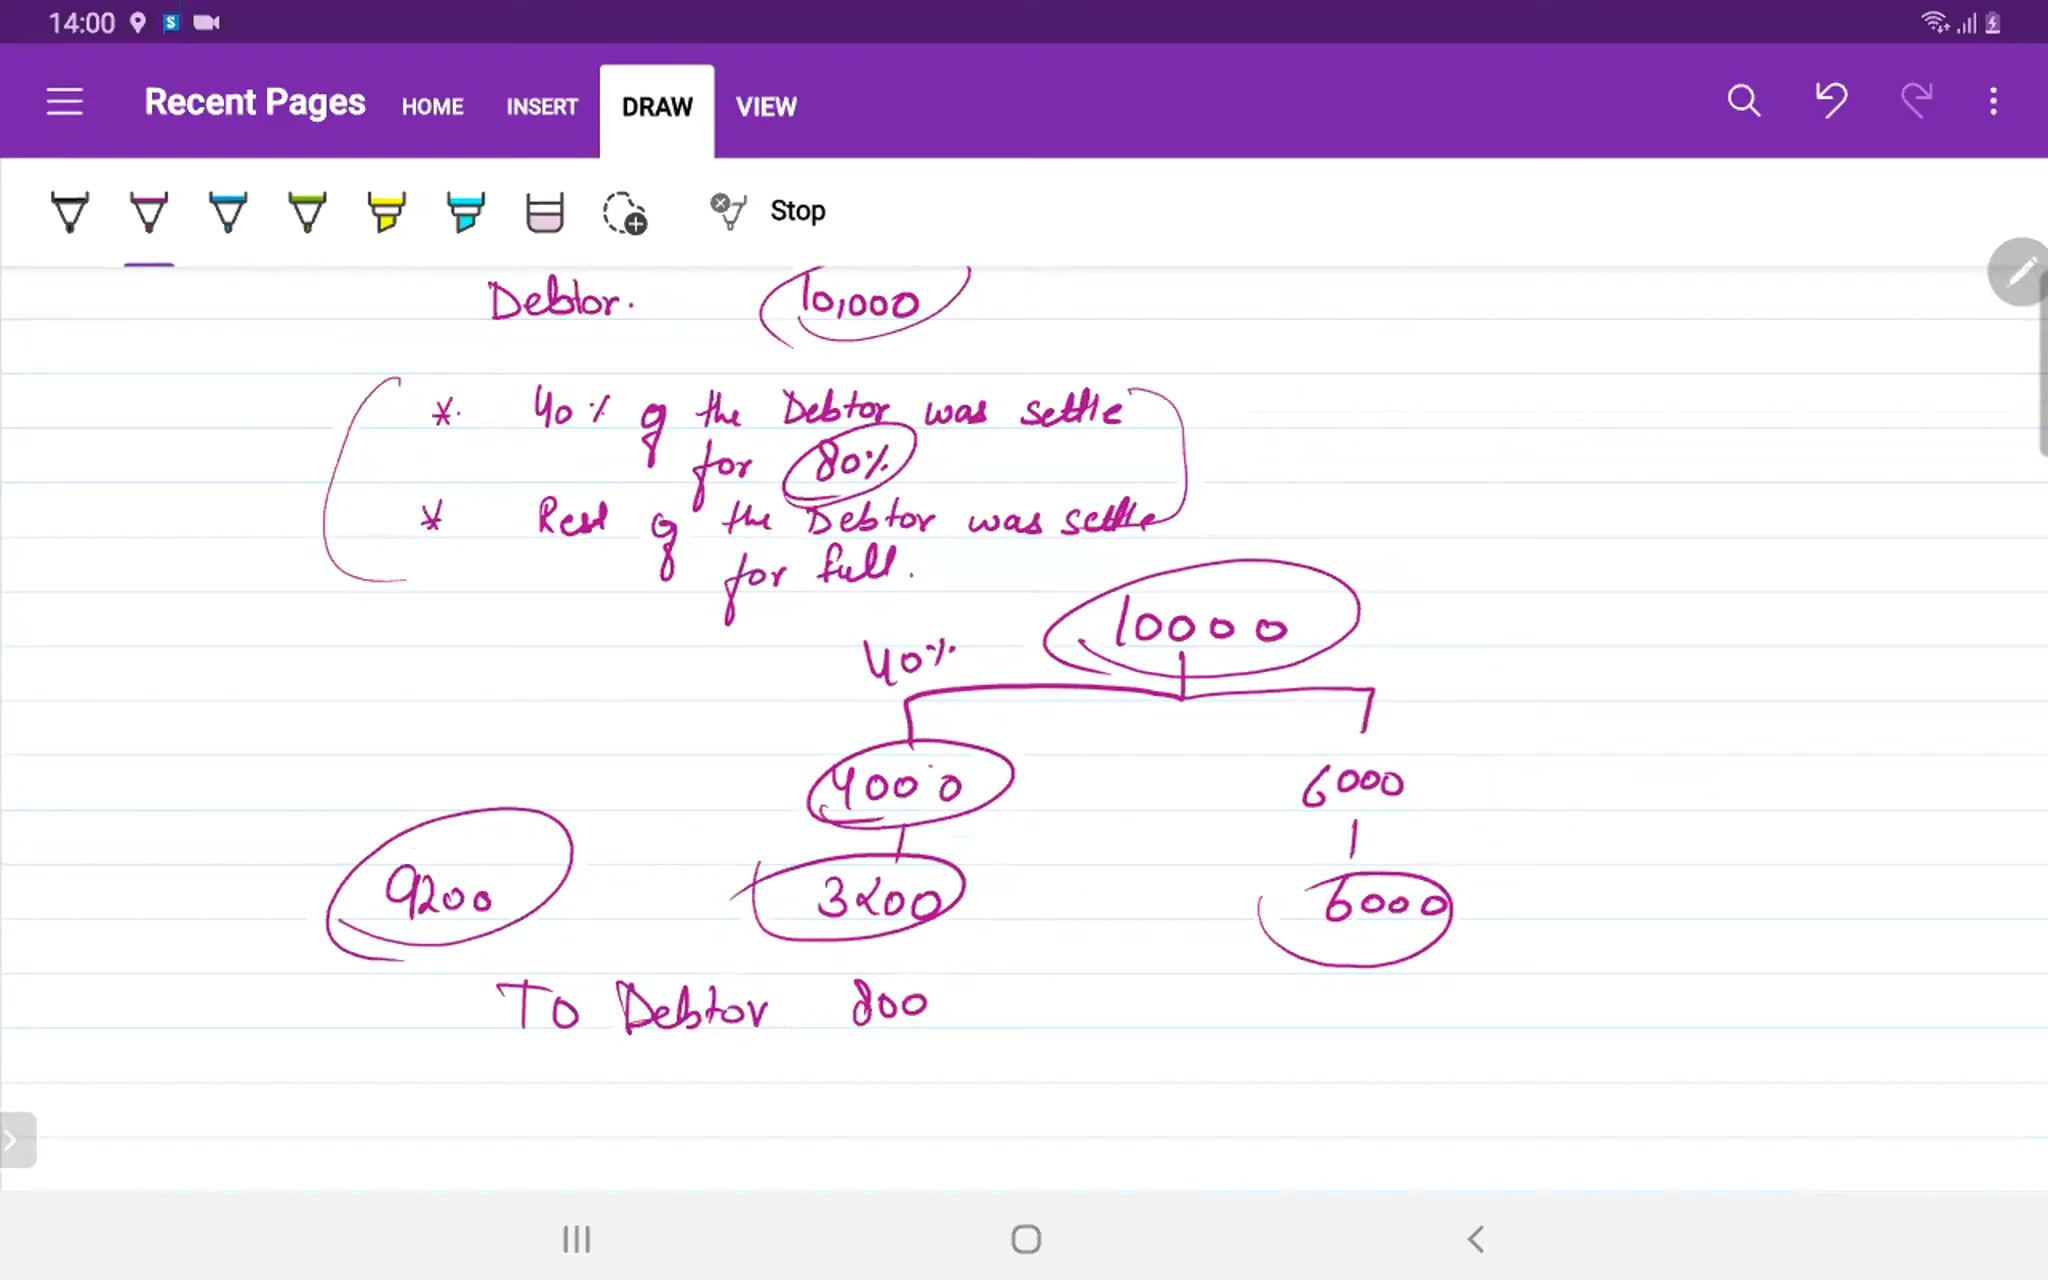 14:00
Recent Pages HOME INSERT DRAW VIEW
Stop
Debtor. 10,000
*. 40% of the Debtor was settle
for 80%
* Rest of the Debtor was settle
for full.
10000
40%
4000 6000
9200 3200 6000
To Debtor 800